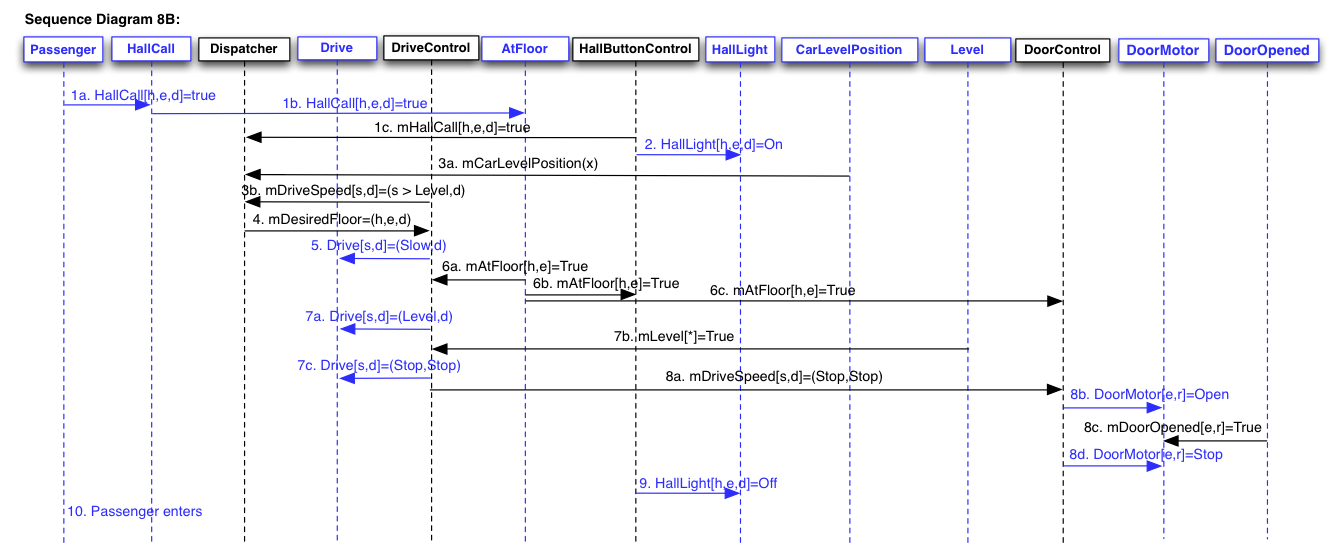 Sequence Diagram 8B:
Passenger HallCall Dispatcher Drive DriveControl AtFloor HallButtonControl HallLight CarLevelPosition Level DoorControl DoorMotor DoorOpened
1a. HallCall[h,e,d]=true
1b. HallCall[h,e,d]=true
1c. mHallCall[h,e,d]=true
2. HallLight[h,e,d]=On
3a. mCarLevelPosition(x)
3b. mDriveSpeed[s,d]=(s > Level,d)
4. mDesiredFloor=(h,e,d)
5. Drive[s,d]=(Slow,d)
6a. mAtFloor[h,e]=True
6b. mAtFloor[h,e]=True
6c. mAtFloor[h,e]=True
7a. Drive[s,d]=(Level,d)
7b. mLevel[*]=True
7c. Drive[s,d]=(Stop,Stop)
8a. mDriveSpeed[s,d]=(Stop,Stop)
8b. DoorMotor[e,r]=Open
8c. mDoorOpened[e,r]=True
8d. DoorMotor[e,r]=Stop
9. HallLight[h,e,d]=Off
10. Passenger enters